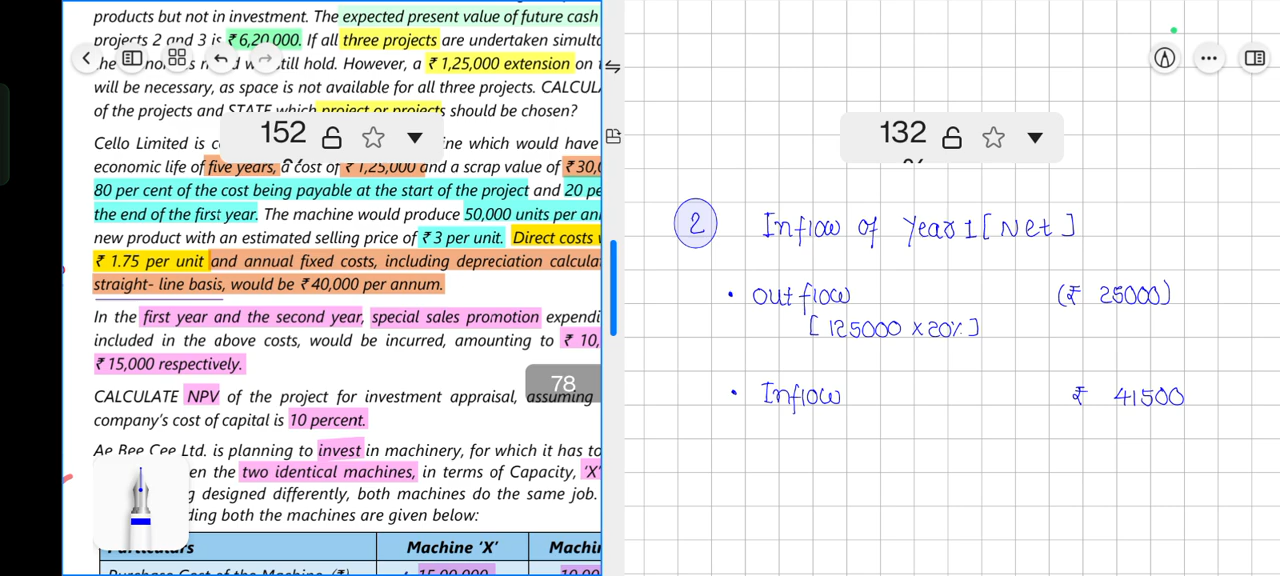 products but not in investment. The expected present value of future cash
projects 2 and 3 is ₹ 6,20,000. If all three projects are undertaken simult
still hold. However, a ₹ 1,25,000 extension on
will be necessary, as space is not available for all three projects. CALCUL
of the projects and STATE which project or projects should be chosen?
Cello Limited is c ine which would have
economic life of five years, a cost of ₹ 1,25,000 and a scrap value of ₹ 30,
80 per cent of the cost being payable at the start of the project and 20 pe
the end of the first year. The machine would produce 50,000 units per an
new product with an estimated selling price of ₹ 3 per unit. Direct costs
₹ 1.75 per unit and annual fixed costs, including depreciation calcula
straight- line basis, would be ₹ 40,000 per annum.
In the first year and the second year, special sales promotion expendi
included in the above costs, would be incurred, amounting to ₹ 10,
₹ 15,000 respectively.
CALCULATE NPV of the project for investment appraisal, assuming
company's cost of capital is 10 percent.
Ae Bee Cee Ltd. is planning to invest in machinery, for which it has to
en the two identical machines, in terms of Capacity, 'X'
g designed differently, both machines do the same job.
ding both the machines are given below:
Particulars Machine 'X' Machi
Purchase Cost of the Machine (₹) 15,00,000 10,00
152
78
132
2 Inflow of Year 1 [Net]
• Outflow (₹ 25000)
[125000 × 20%]
• Inflow ₹ 41500